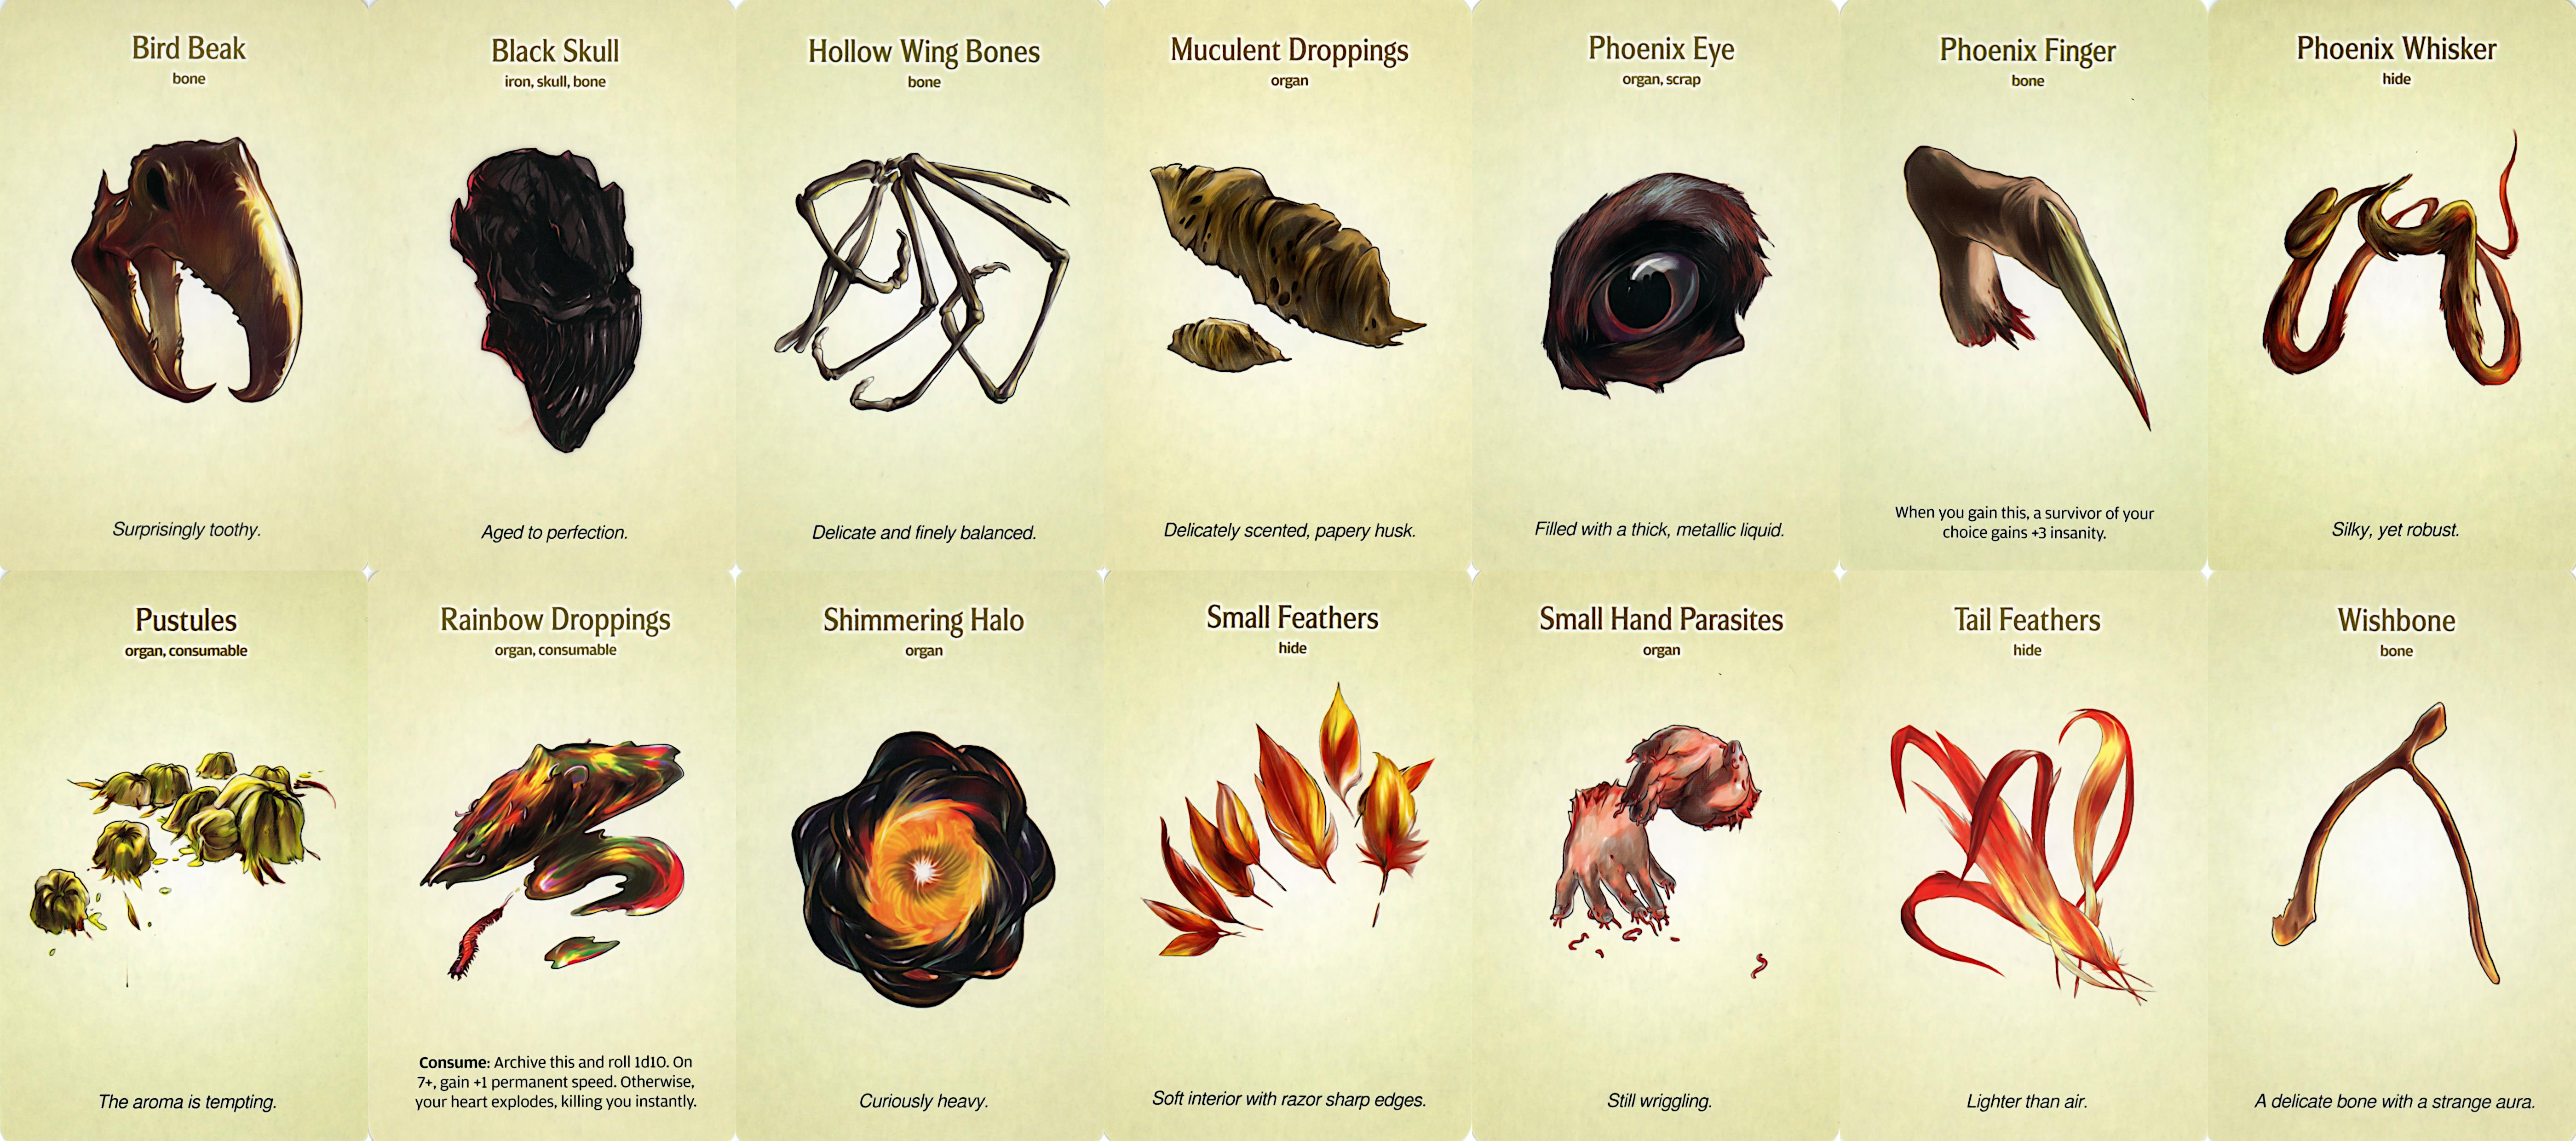 Bird Beak
bone
Surprisingly toothy.
Black Skull
iron, skull, bone
Aged to perfection.
Hollow Wing Bones
bone
Delicate and finely balanced.
Muculent Droppings
organ
Delicately scented, papery husk.
Phoenix Eye
organ, scrap
Filled with a thick, metallic liquid.
Phoenix Finger
bone
When you gain this, a survivor of your
choice gains +3 insanity.
Phoenix Whisker
hide
Silky, yet robust.
Pustules
organ, consumable
The aroma is tempting.
Rainbow Droppings
organ, consumable
Consume: Archive this and roll 1d10. On
7+, gain +1 permanent speed. Otherwise,
your heart explodes, killing you instantly.
Shimmering Halo
organ
Curiously heavy.
Small Feathers
hide
Soft interior with razor sharp edges.
Small Hand Parasites
organ
Still wriggling.
Tail Feathers
hide
Lighter than air.
Wishbone
bone
A delicate bone with a strange aura.